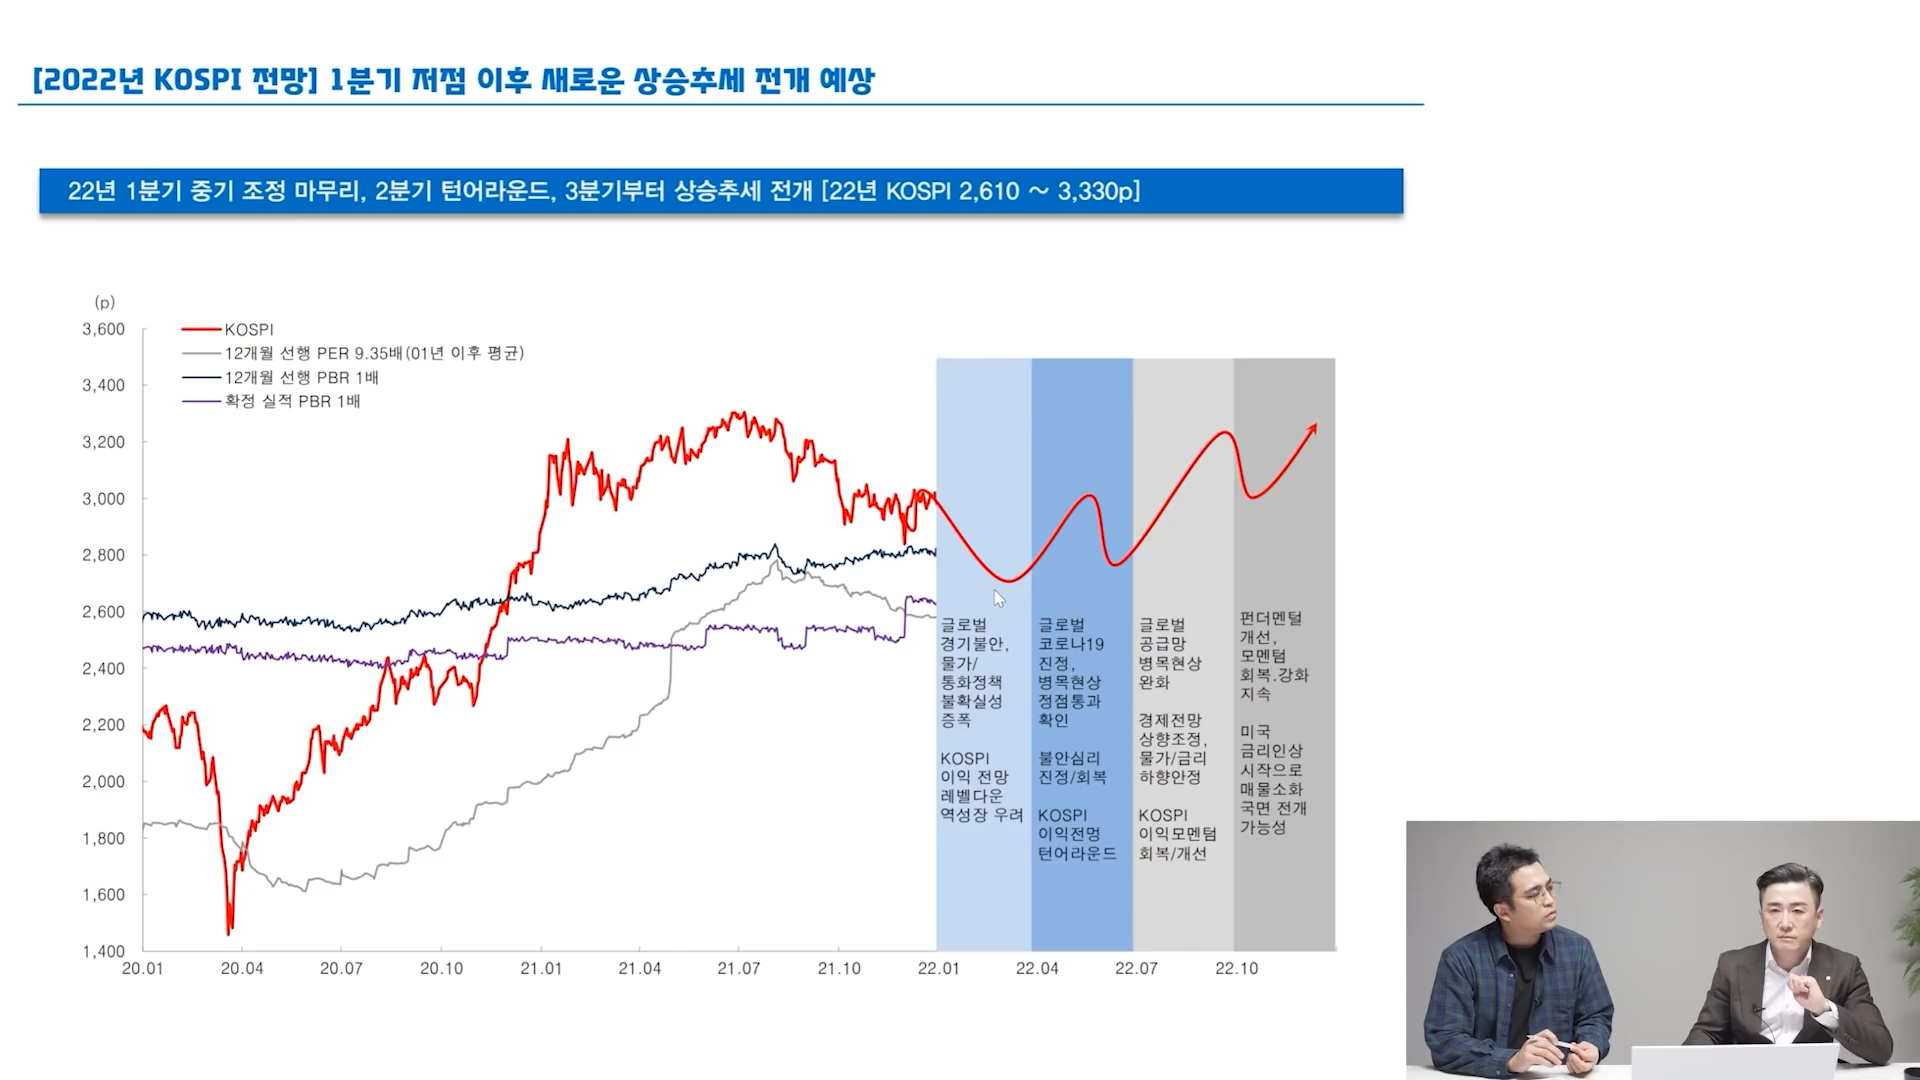 [2022년 KOSPI 전망] 1분기 저점 이후 새로운 상승추세 전개 예상
22년 1분기 중기 조정 마무리, 2분기 턴어라운드, 3분기부터 상승추세 전개 [22년 KOSPI 2,610 ~ 3,330p]
(p)
3,600
3,400
3,200
3,000
2,800
2,600
2,400
2,200
2,000
1,800
1,600
1,400
KOSPI
12개월 선행 PER 9.35배(01년 이후 평균)
12개월 선행 PBR 1배
확정 실적 PBR 1배
글로벌
경기불안,
물가/
통화정책
불확실성
증폭
KOSPI
이익 전망
레벨다운
역성장 우려
글로벌
코로나19
진정,
병목현상
정점통과
확인
불안심리
진정/회복
KOSPI
이익전멍
턴어라운드
글로벌
공급망
병목현상
완화
경제전망
상향조정,
물가/금리
하향안정
KOSPI
이익모멘텀
회복/개선
펀더멘털
개선,
모멘텀
회복.강화
지속
미국
금리인상
시작으로
매물소화
국면 전개
가능성
20.01
20.04
20.07
20.10
21.01
21.04
21.07
21.10
22.01
22.04
22.07
22.10